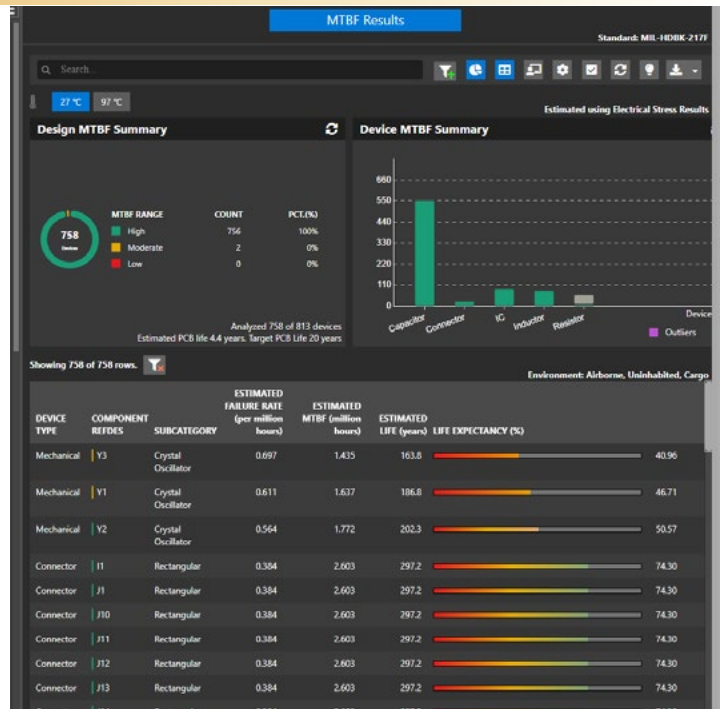 MTBF Results
Standard: MIL-HDBK-217F
Search...
27 °C 97 °C
Estimated using Electrical Stress Results
Design MTBF Summary
758
Devices
MTBF RANGE COUNT PCT.(%)
High 756 100%
Moderate 2 0%
Low 0 0%
Analyzed 758 of 813 devices
Estimated PCB life 4.4 years. Target PCB Life 20 years
Device MTBF Summary
660
550
440
330
220
110
0
Capacitor Connector IC Inductor Resistor
Device
Outliers
Showing 758 of 758 rows.
Environment: Airborne, Uninhabited, Cargo
DEVICE TYPE COMPONENT REFDES SUBCATEGORY ESTIMATED FAILURE RATE (per million hours) ESTIMATED MTBF (million hours) ESTIMATED LIFE (years) LIFE EXPECTANCY (%)
Mechanical Y3 Crystal Oscillator 0.697 1.435 163.8 40.96
Mechanical Y1 Crystal Oscillator 0.611 1.637 186.8 46.71
Mechanical Y2 Crystal Oscillator 0.564 1.772 202.3 50.57
Connector I1 Rectangular 0.384 2.603 297.2 74.30
Connector J1 Rectangular 0.384 2.603 297.2 74.30
Connector J10 Rectangular 0.384 2.603 297.2 74.30
Connector J11 Rectangular 0.384 2.603 297.2 74.30
Connector J12 Rectangular 0.384 2.603 297.2 74.30
Connector J13 Rectangular 0.384 2.603 297.2 74.30